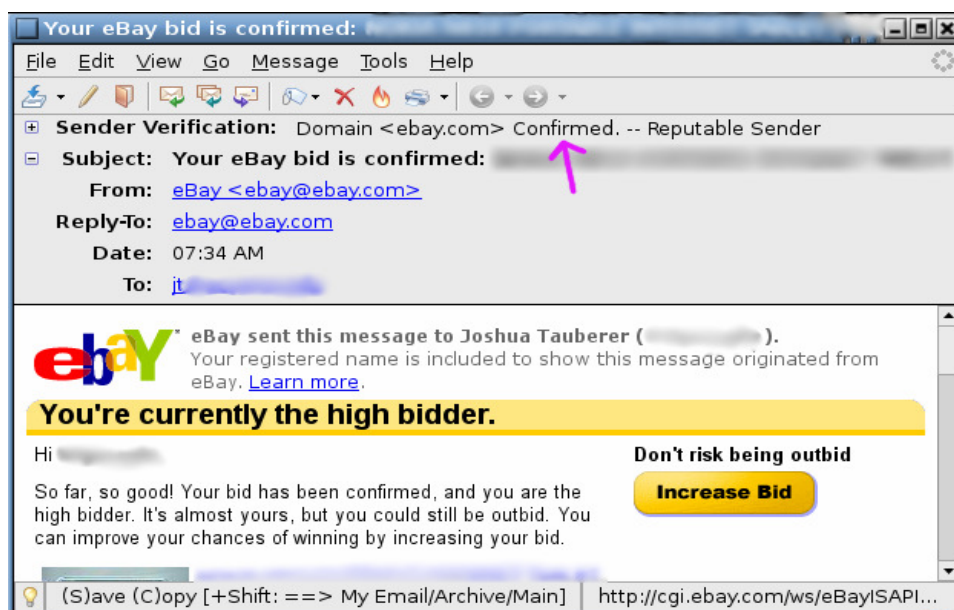 Your eBay bid is confirmed:
File Edit View Go Message Tools Help
Sender Verification: Domain <ebay.com> Confirmed. -- Reputable Sender
Subject: Your eBay bid is confirmed:
From: eBay <ebay@ebay.com>
Reply-To: ebay@ebay.com
Date: 07:34 AM
To: jt
ebay
eBay sent this message to Joshua Tauberer ( ).
Your registered name is included to show this message originated from
eBay. Learn more.
You're currently the high bidder.
Hi
Don't risk being outbid
Increase Bid
So far, so good! Your bid has been confirmed, and you are the
high bidder. It's almost yours, but you could still be outbid. You
can improve your chances of winning by increasing your bid.
(S)ave (C)opy [+Shift: ==> My Email/Archive/Main] http://cgi.ebay.com/ws/eBayISAPI...